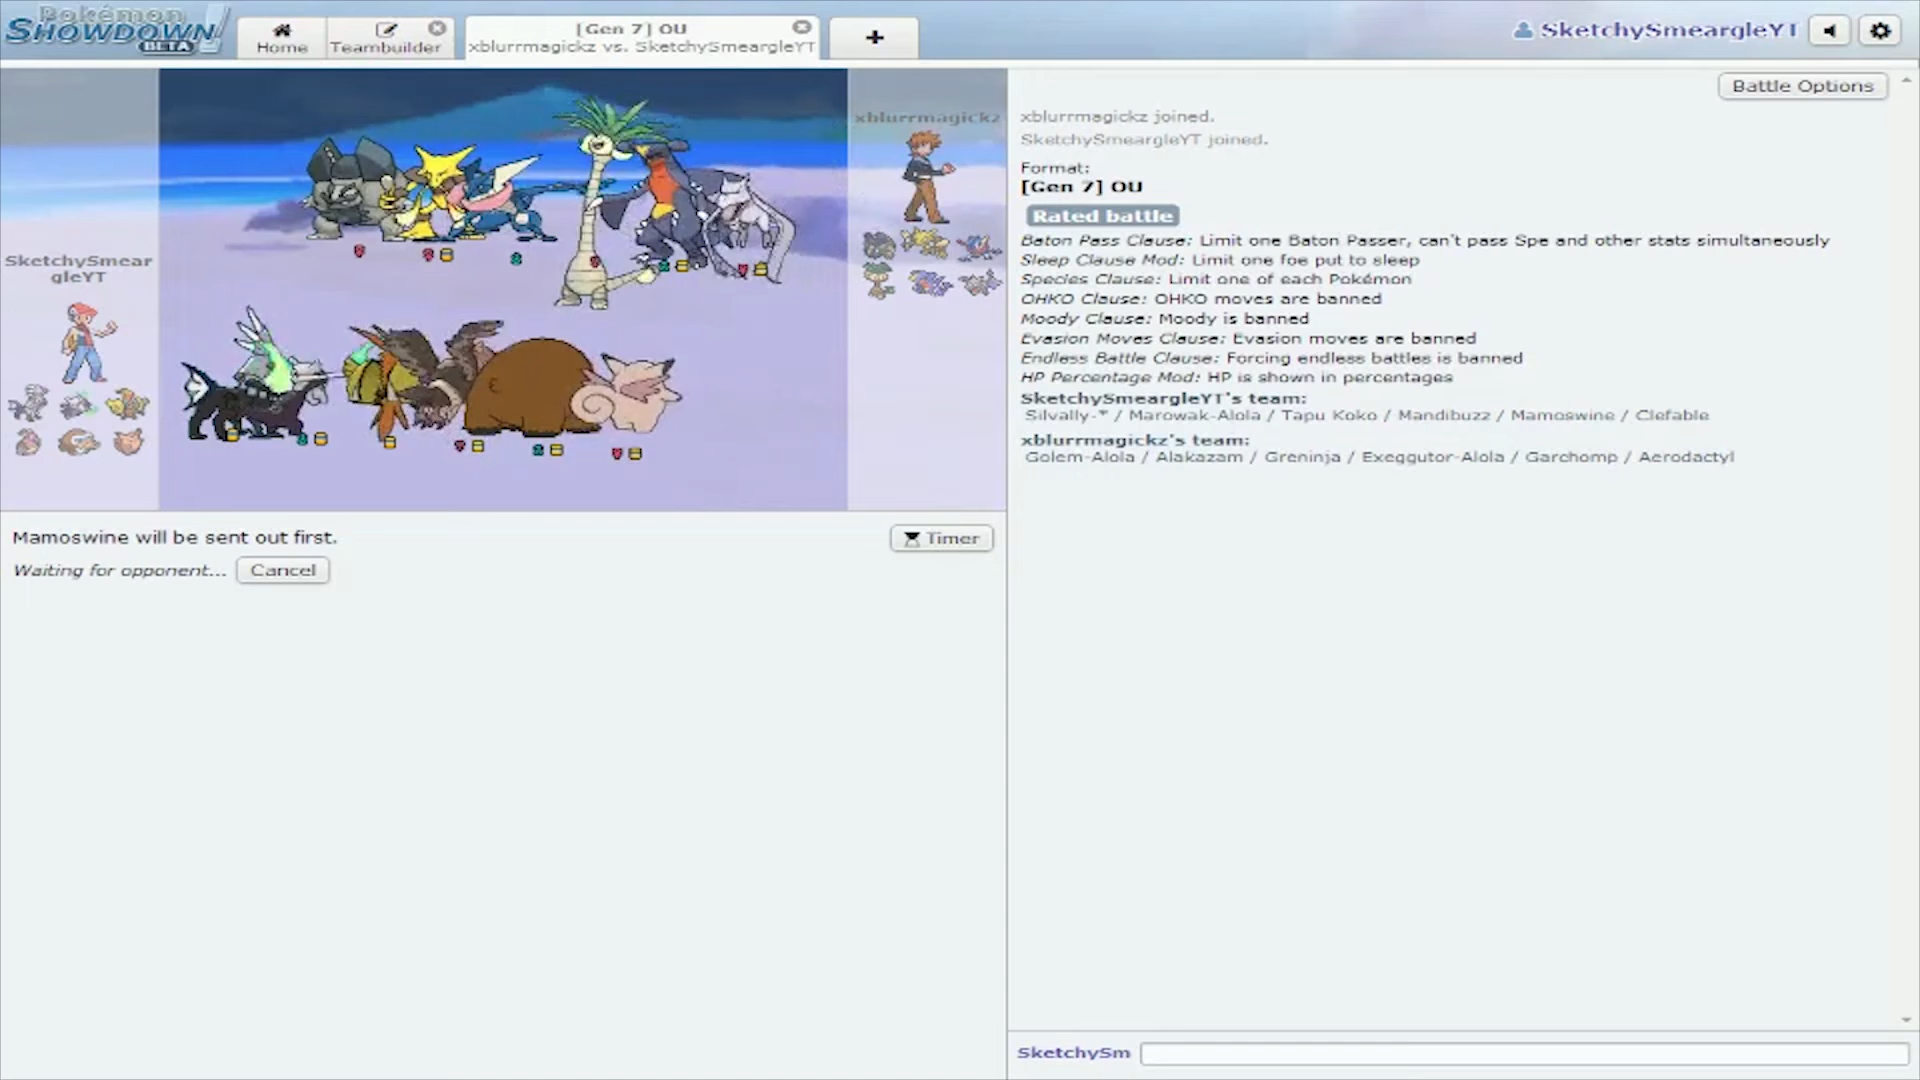 Pokémon
SHOWDOWN!
BETA
Home
Teambuilder
[Gen 7] OU
xblurrmagickz vs. SketchySmeargleYT
+
SketchySmeargleYT
SketchySmear
gleYT
xblurrmagickz
Mamoswine will be sent out first.
Timer
Waiting for opponent...
Cancel
Battle Options
xblurrmagickz joined.
SketchySmeargleYT joined.
Format:
[Gen 7] OU
Rated battle
Baton Pass Clause: Limit one Baton Passer, can't pass Spe and other stats simultaneously
Sleep Clause Mod: Limit one foe put to sleep
Species Clause: Limit one of each Pokémon
OHKO Clause: OHKO moves are banned
Moody Clause: Moody is banned
Evasion Moves Clause: Evasion moves are banned
Endless Battle Clause: Forcing endless battles is banned
HP Percentage Mod: HP is shown in percentages
SketchySmeargleYT's team:
Silvally-* / Marowak-Alola / Tapu Koko / Mandibuzz / Mamoswine / Clefable
xblurrmagickz's team:
Golem-Alola / Alakazam / Greninja / Exeggutor-Alola / Garchomp / Aerodactyl
SketchySm